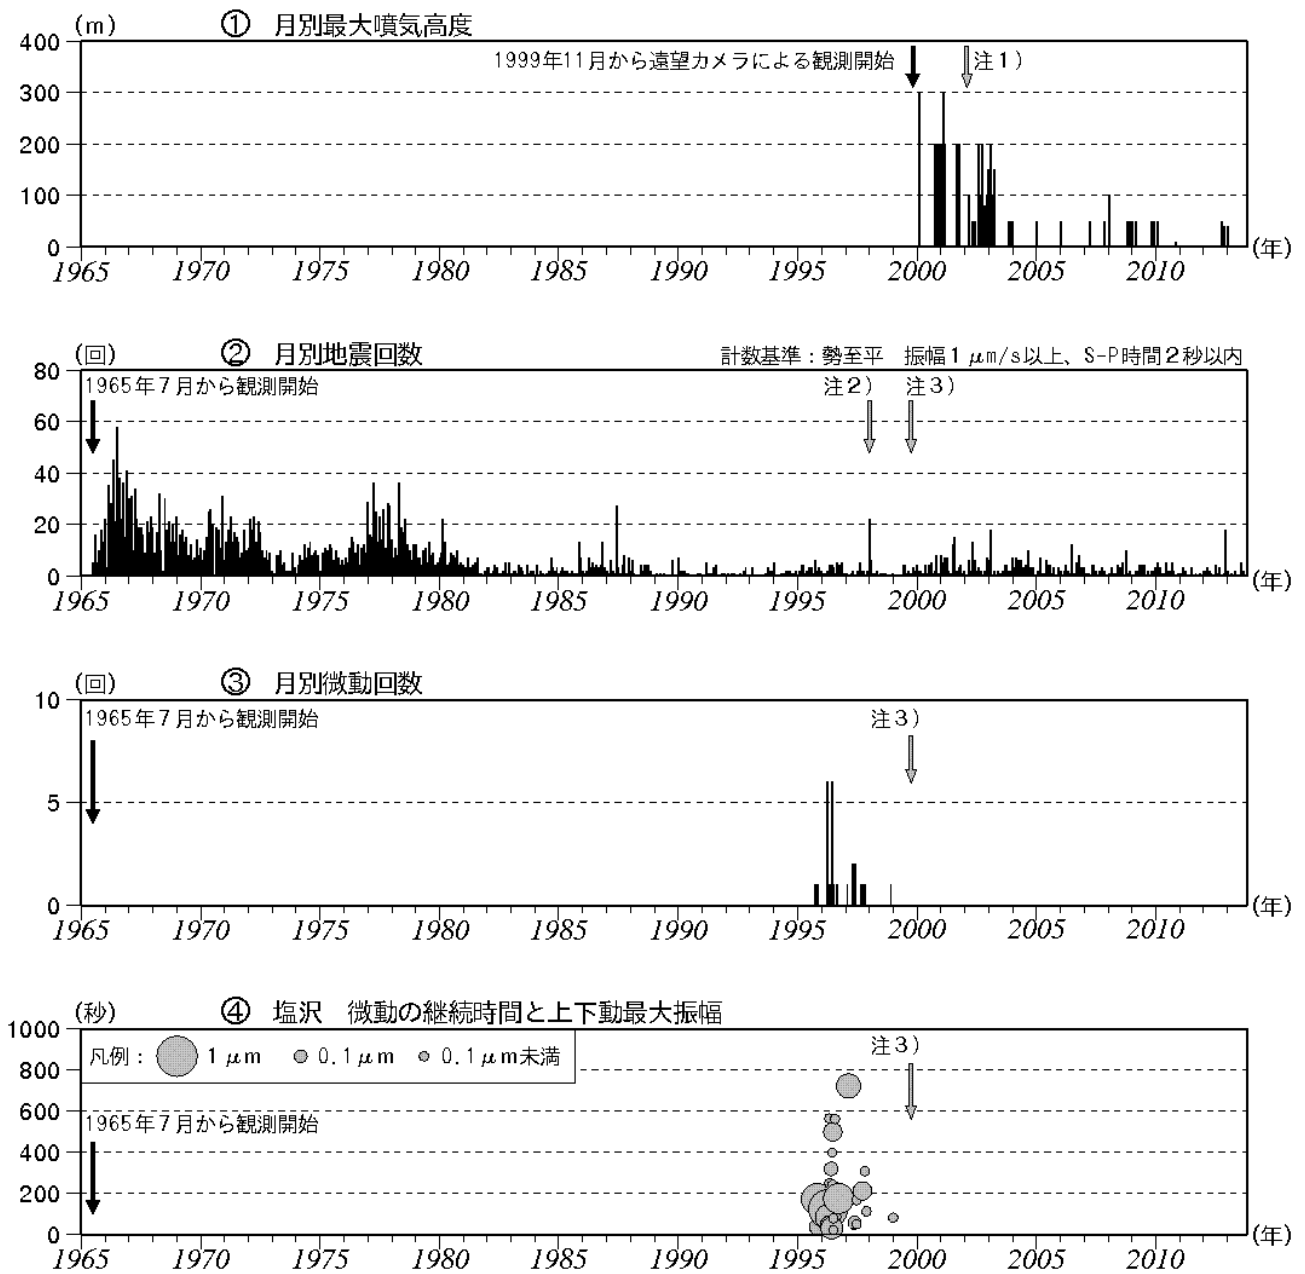 (m) ① 月別最大噴気高度
400
1999年11月から遠望カメラによる観測開始 注1)
300
200
100
0
1965 1970 1975 1980 1985 1990 1995 2000 2005 2010 (年)
(回) ② 月別地震回数 計数基準：勢至平 振幅1μm/s以上、S-P時間2秒以内
80
1965年7月から観測開始 注2) 注3)
60
40
20
0
1965 1970 1975 1980 1985 1990 1995 2000 2005 2010 (年)
(回) ③ 月別微動回数
10
1965年7月から観測開始 注3)
5
0
1965 1970 1975 1980 1985 1990 1995 2000 2005 2010 (年)
(秒) ④ 塩沢 微動の継続時間と上下動最大振幅
1000
凡例： 1μm 0.1μm 0.1μm未満 注3)
800
600
1965年7月から観測開始
400
200
0
1965 1970 1975 1980 1985 1990 1995 2000 2005 2010 (年)